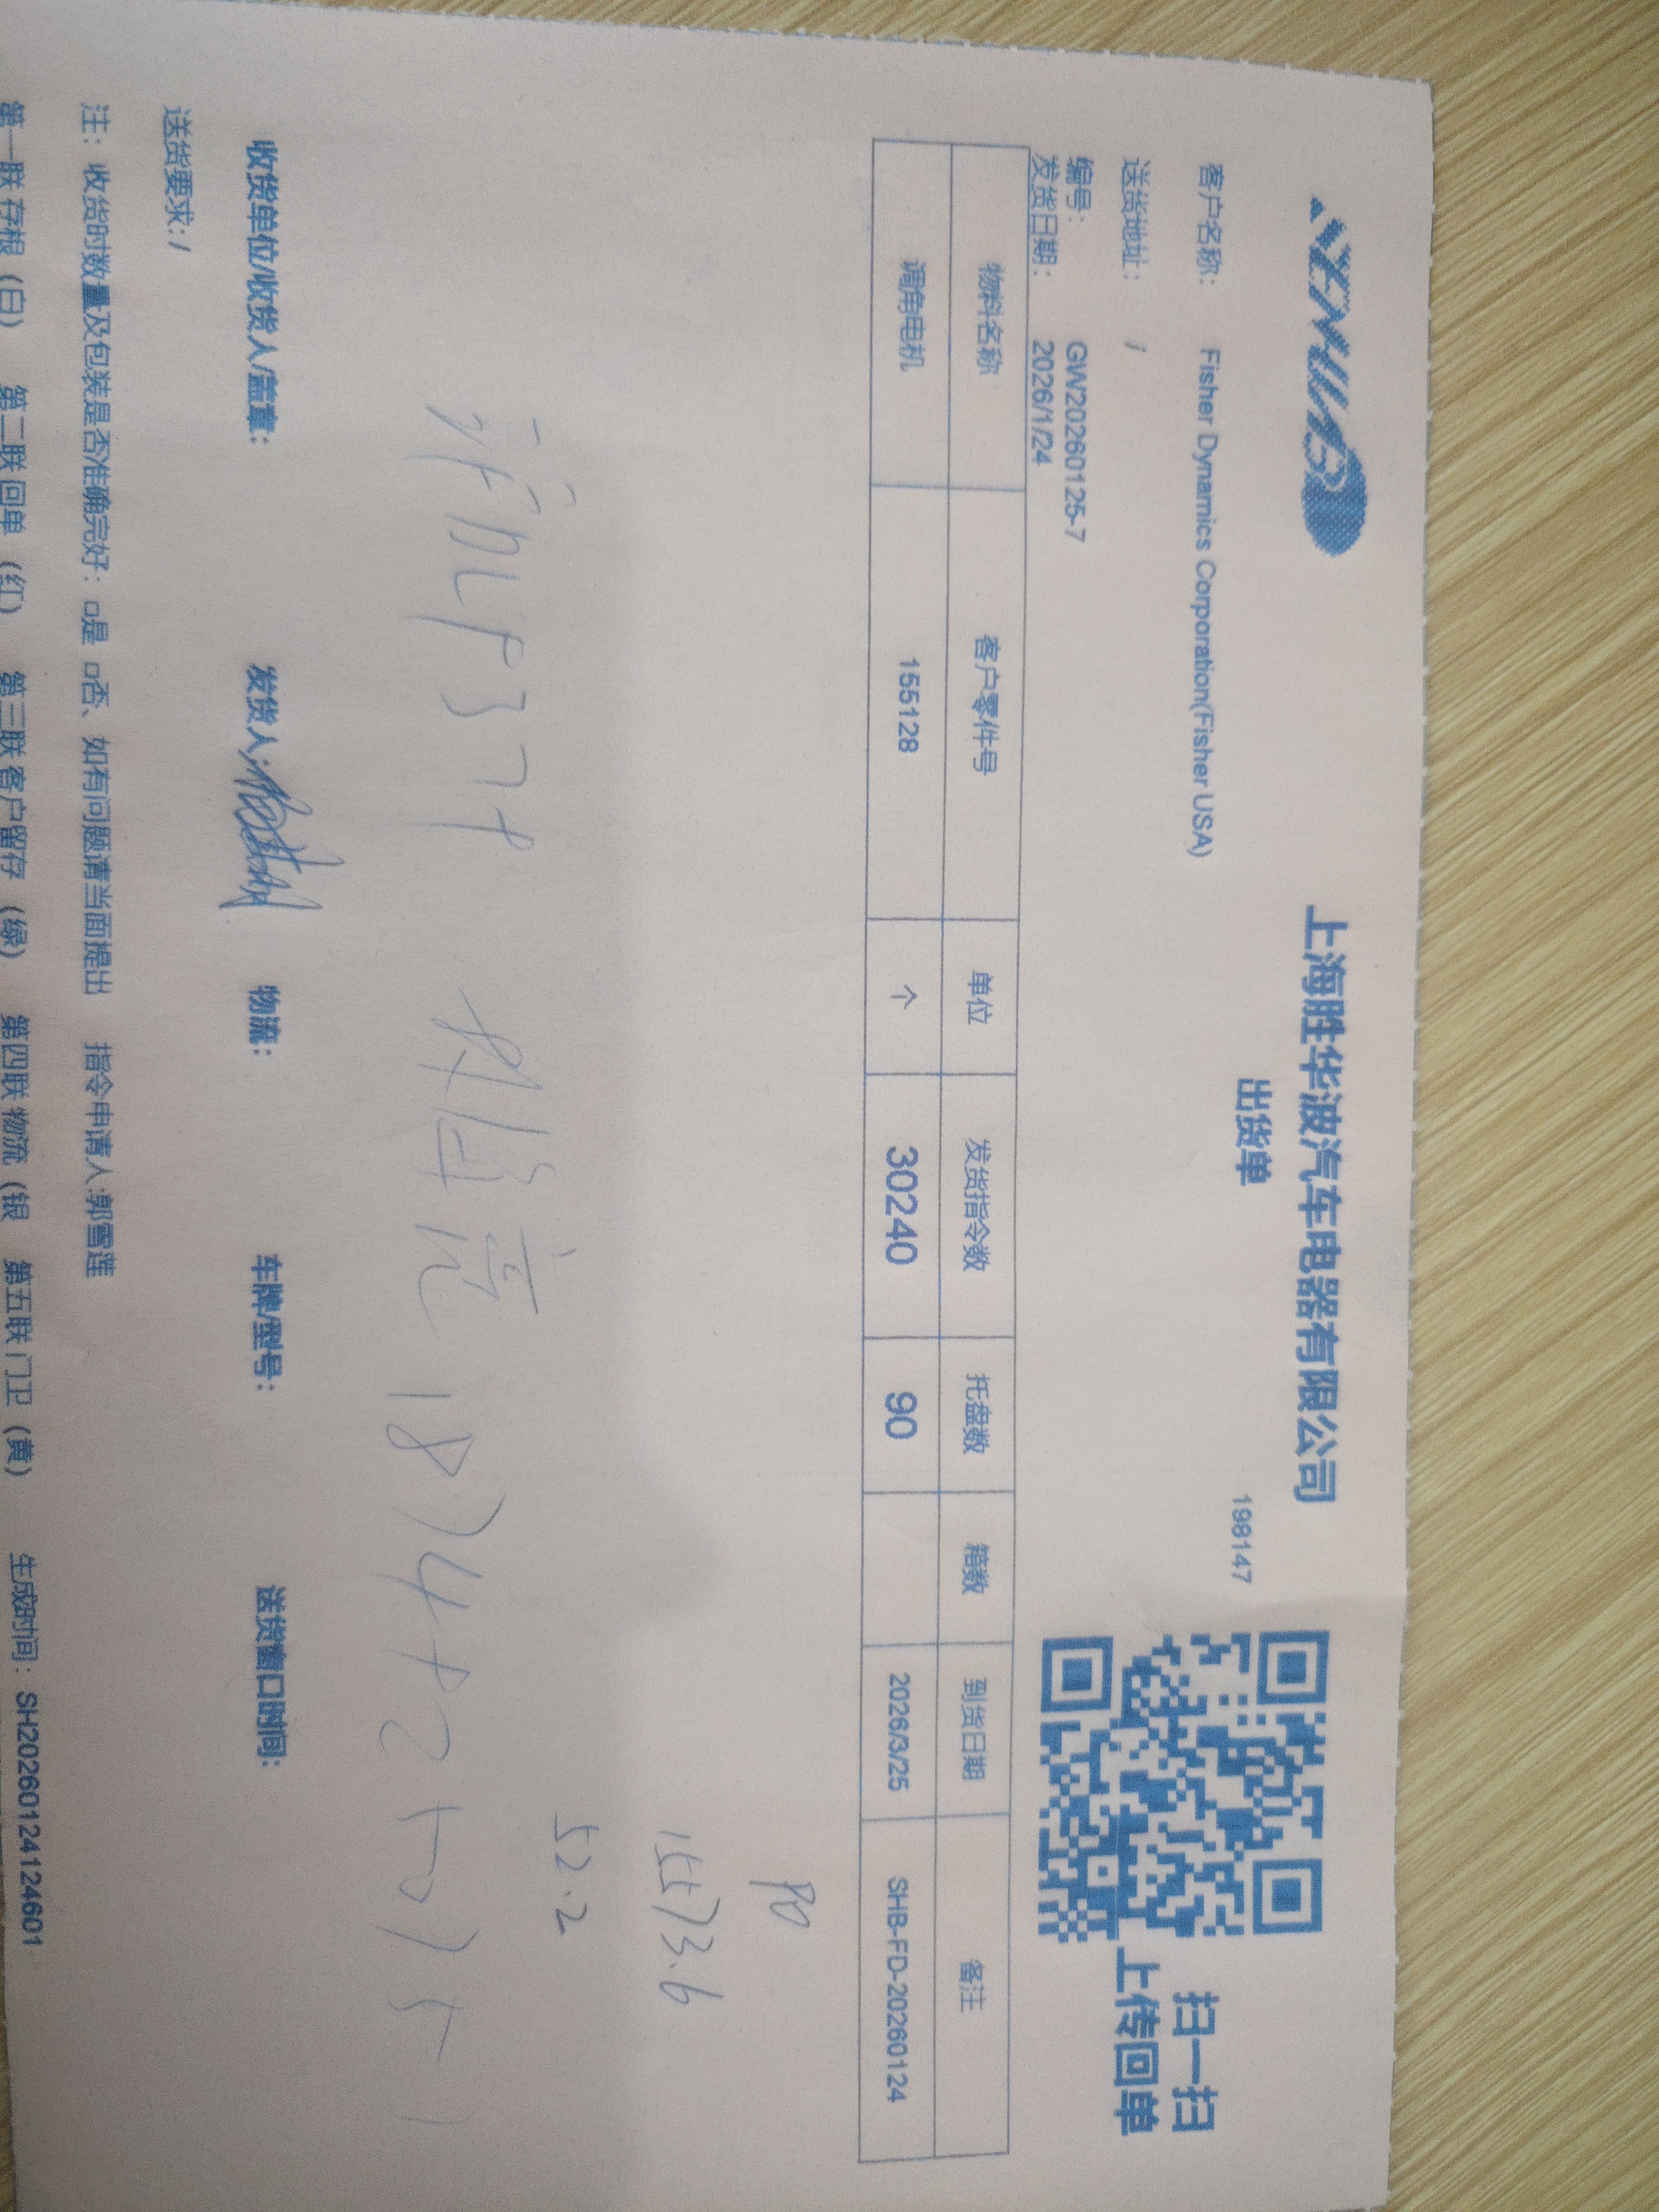 SHENGHUABO
上海胜华波汽车电器有限公司
出货单
198147
扫一扫
上传回单
客户名称: Fisher Dynamics Corporation(Fisher USA)
送货地址: /
编号: GW20260125-7
发货日期: 2026/1/24
物料名称 客户零件号 单位 发货指令数 托盘数 箱数 到货日期 备注
调角电机 155128 个 30240 90 2026/3/25 SHB-FD-20260124
90
15573.6
52.2
收货单位/收货人/盖章: 发货人: 物流: 车牌/型号: 送货窗口时间:
送货要求: /
注: 收货时数量及包装是否准确完好: □是 □否、如有问题请当面提出 指令申请人:郭雪莲
第一联 存根 (白) 第二联 回单 (红) 第三联 客户留存 (绿) 第四联 物流 (银 第五联 门卫 (黄) 生成时间: SH20260124124601